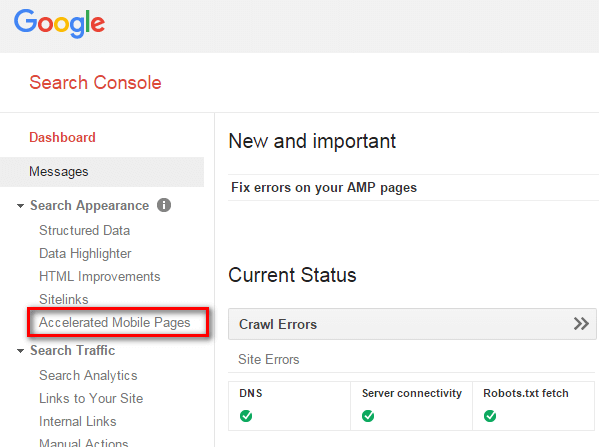 Google
Search Console
Dashboard
Messages
Search Appearance i
Structured Data
Data Highlighter
HTML Improvements
Sitelinks
Accelerated Mobile Pages
Search Traffic
Search Analytics
Links to Your Site
Internal Links
Manual Actions
New and important
Fix errors on your AMP pages
Current Status
Crawl Errors
Site Errors
DNS
Server connectivity
Robots.txt fetch